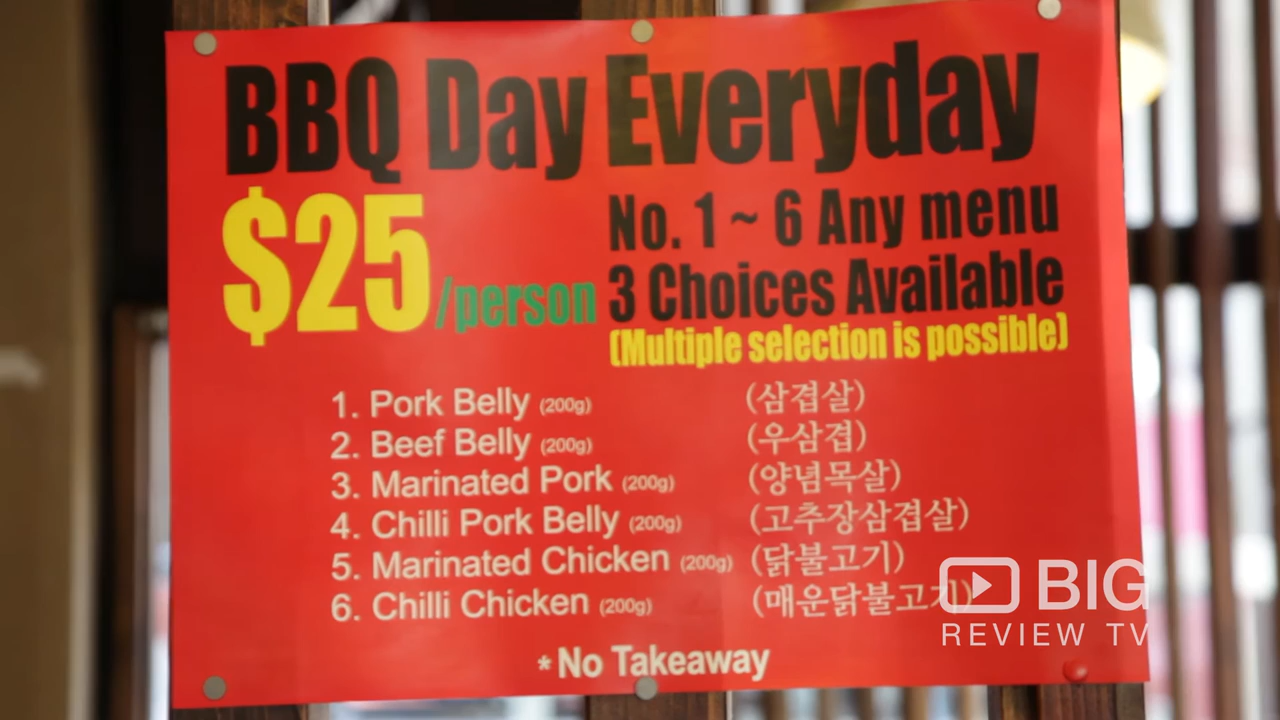 BBQ Day Everyday
$25/person
No. 1 ~ 6 Any menu
3 Choices Available
(Multiple selection is possible)
1. Pork Belly (200g) (삼겹살)
2. Beef Belly (200g) (우삼겹)
3. Marinated Pork (200g) (양념목살)
4. Chilli Pork Belly (200g) (고추장삼겹살)
5. Marinated Chicken (200g) (닭불고기)
6. Chilli Chicken (200g) (매운닭불고기)
*No Takeaway
BIG
REVIEW TV